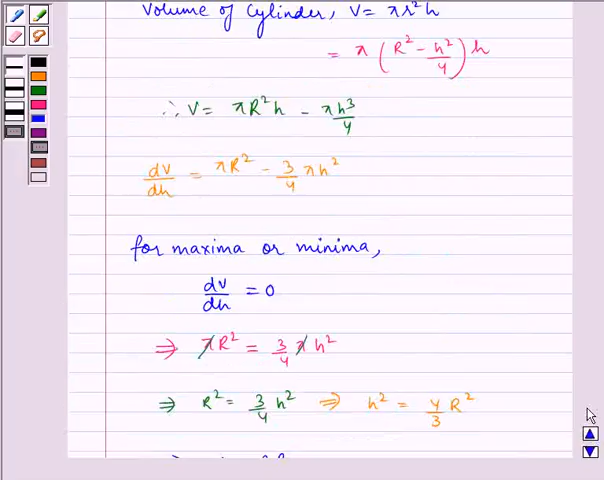 Volume of Cylinder, V = πr²h
= π (R² - h²/4) h
∴ V = πR²h - πh³/4
dv/dh = πR² - 3/4 πh²
for maxima or minima,
dv/dh = 0
⇒ πR² = 3/4 πh²
⇒ R² = 3/4 h² ⇒ h² = 4/3 R²